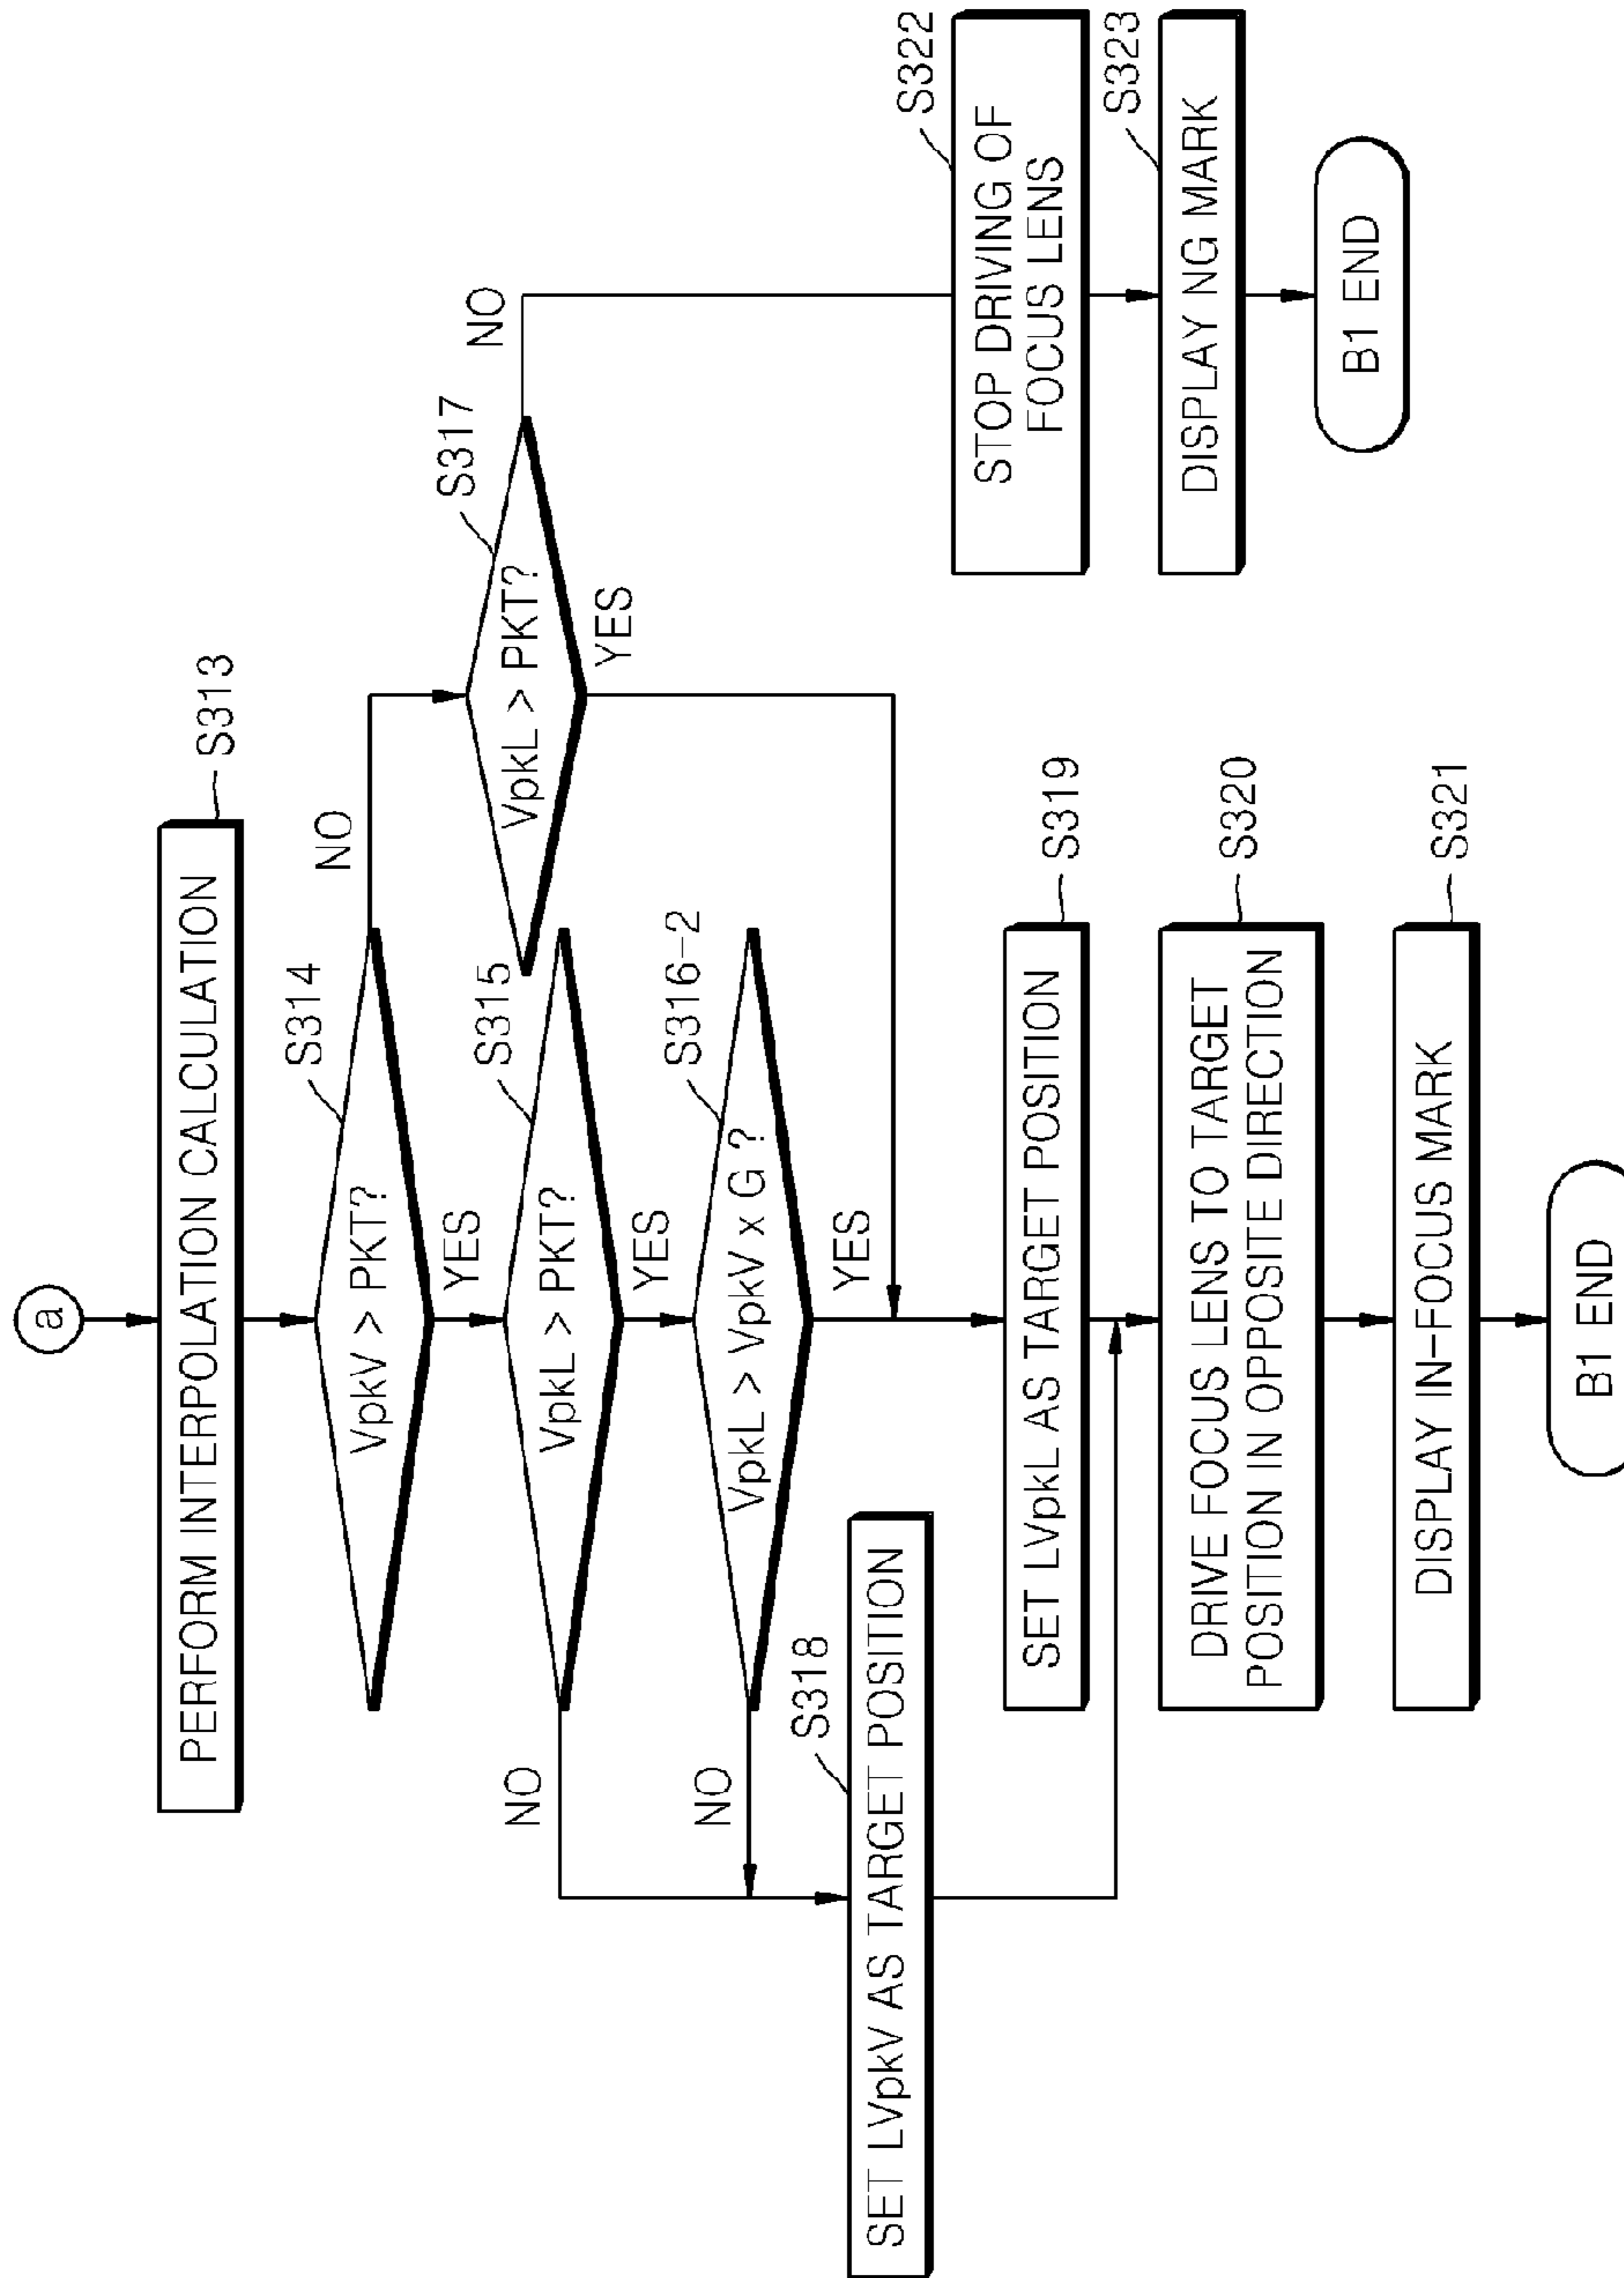 a
PERFORM INTERPOLATION CALCULATION
S313
VpkV > PKT?
S314
NO
YES
VpkL > PKT?
S315
NO
YES
VpkL > VpkV x G ?
S316-2
NO
YES
VpkL > PKT?
S317
NO
YES
SET LVpkV AS TARGET POSITION
S318
SET LVpkL AS TARGET POSITION
S319
DRIVE FOCUS LENS TO TARGET
POSITION IN OPPOSITE DIRECTION
S320
DISPLAY IN-FOCUS MARK
S321
B1 END
STOP DRIVING OF
FOCUS LENS
S322
DISPLAY NG MARK
S323
B1 END